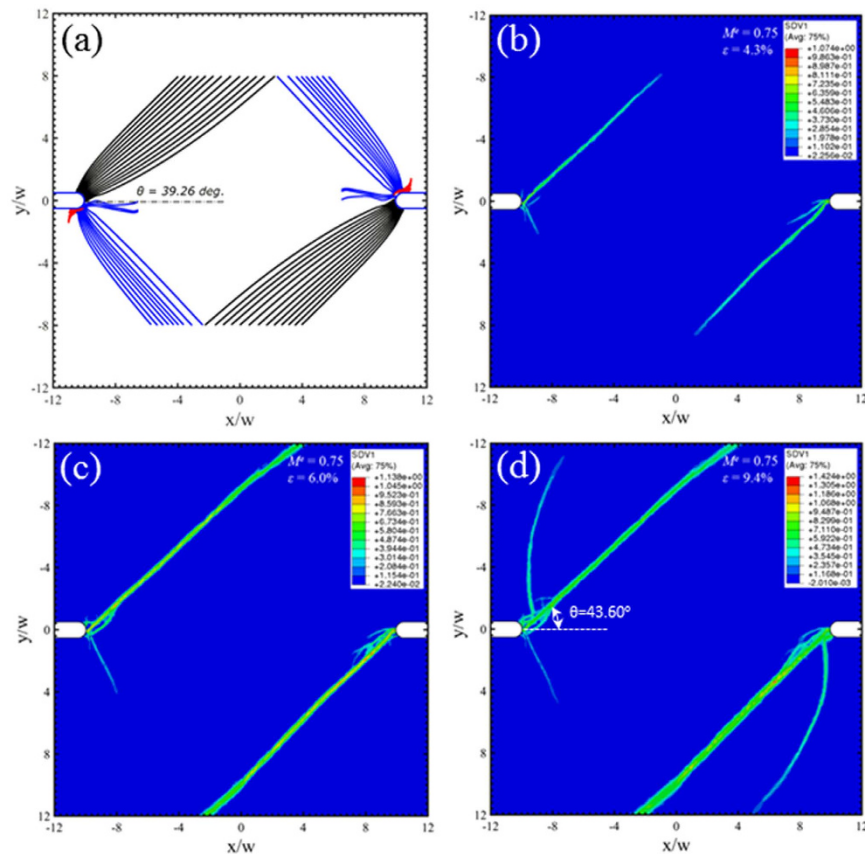 (a)
12
8
4
0
-4
-8
-12
y/w
θ = 39.26 deg.
-12 -8 -4 0 4 8 12
x/w
(b)
-12
-8
-4
0
4
8
12
y/w
Mᵉ = 0.75
ε = 4.3%
SDV1
(Avg: 75%)
+1.074e+00
+9.863e-01
+8.987e-01
+8.111e-01
+7.235e-01
+6.359e-01
+5.483e-01
+4.606e-01
+3.730e-01
+2.854e-01
+1.978e-01
+1.102e-01
+2.256e-02
-12 -8 -4 0 4 8 12
x/w
(c)
-12
-8
-4
0
4
8
12
y/w
Mᵉ = 0.75
ε = 6.0%
SDV1
(Avg: 75%)
+1.138e+00
+1.045e+00
+9.523e-01
+8.593e-01
+7.663e-01
+6.734e-01
+5.804e-01
+4.874e-01
+3.944e-01
+3.014e-01
+2.084e-01
+1.154e-01
+2.240e-02
-12 -8 -4 0 4 8 12
x/w
(d)
-12
-8
-4
0
4
8
12
y/w
Mᵉ = 0.75
ε = 9.4%
SDV1
(Avg: 75%)
+1.424e+00
+1.305e+00
+1.186e+00
+1.068e+00
+9.487e-01
+8.299e-01
+7.110e-01
+5.922e-01
+4.734e-01
+3.545e-01
+2.357e-01
+1.168e-01
-2.010e-03
θ=43.60°
-12 -8 -4 0 4 8 12
x/w